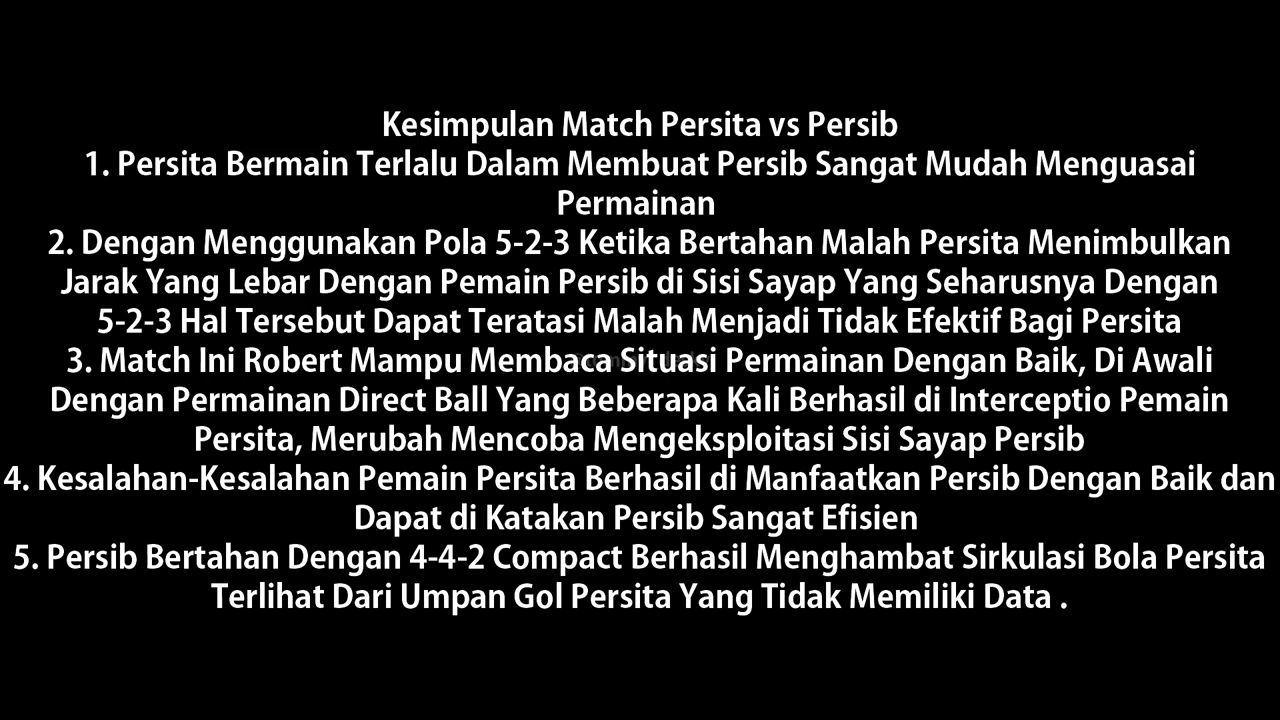 Kesimpulan Match Persita vs Persib
1. Persita Bermain Terlalu Dalam Membuat Persib Sangat Mudah Menguasai
Permainan
2. Dengan Menggunakan Pola 5-2-3 Ketika Bertahan Malah Persita Menimbulkan
Jarak Yang Lebar Dengan Pemain Persib di Sisi Sayap Yang Seharusnya Dengan
5-2-3 Hal Tersebut Dapat Teratasi Malah Menjadi Tidak Efektif Bagi Persita
3. Match Ini Robert Mampu Membaca Situasi Permainan Dengan Baik, Di Awali
Dengan Permainan Direct Ball Yang Beberapa Kali Berhasil di Interceptio Pemain
Persita, Merubah Mencoba Mengeksploitasi Sisi Sayap Persib
4. Kesalahan-Kesalahan Pemain Persita Berhasil di Manfaatkan Persib Dengan Baik dan
Dapat di Katakan Persib Sangat Efisien
5. Persib Bertahan Dengan 4-4-2 Compact Berhasil Menghambat Sirkulasi Bola Persita
Terlihat Dari Umpan Gol Persita Yang Tidak Memiliki Data .